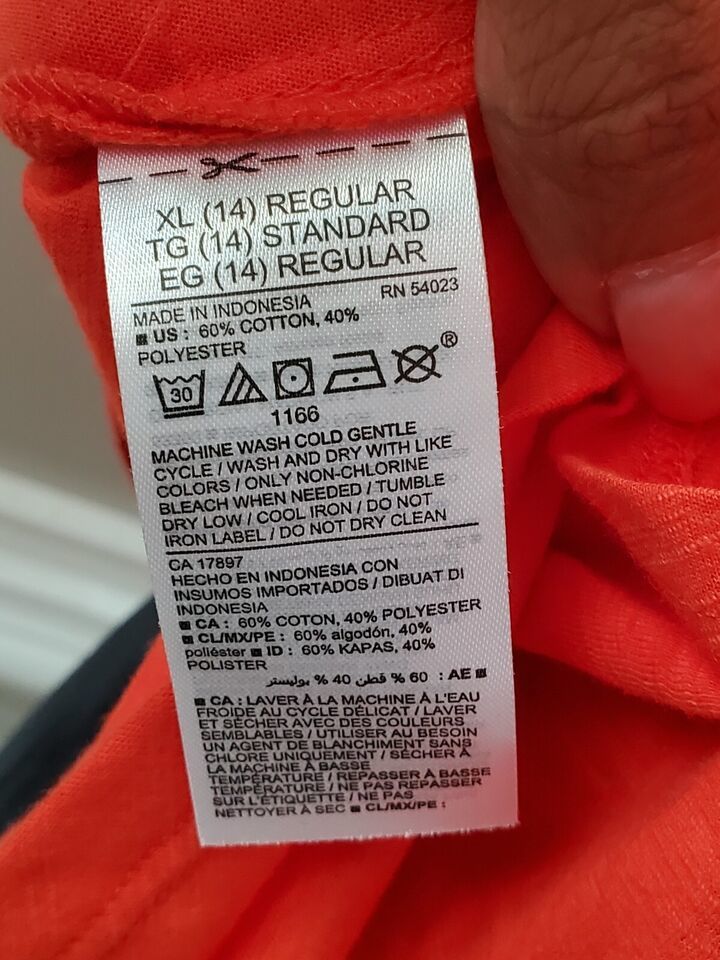 XL (14) REGULAR
TG (14) STANDARD
EG (14) REGULAR
MADE IN INDONESIA RN 54023
US : 60% COTTON, 40%
POLYESTER
30 ®
1166
MACHINE WASH COLD GENTLE
CYCLE / WASH AND DRY WITH LIKE
COLORS / ONLY NON-CHLORINE
BLEACH WHEN NEEDED / TUMBLE
DRY LOW / COOL IRON / DO NOT
IRON LABEL / DO NOT DRY CLEAN
CA 17897
HECHO EN INDONESIA CON
INSUMOS IMPORTADOS / DIBUAT DI
INDONESIA
CA : 60% COTON, 40% POLYESTER
CL/MX/PE : 60% algodón, 40%
poliéster ID : 60% KAPAS, 40%
POLISTER
AE : 60 % قطن 40 % بوليستر
CA : LAVER À LA MACHINE À L'EAU
FROIDE AU CYCLE DÉLICAT / LAVER
ET SÉCHER AVEC DES COULEURS
SEMBLABLES / UTILISER AU BESOIN
UN AGENT DE BLANCHIMENT SANS
CHLORE UNIQUEMENT / SÉCHER À
LA MACHINE À BASSE
TEMPÉRATURE / REPASSER À BASSE
TEMPÉRATURE / NE PAS REPASSER
SUR L'ÉTIQUETTE / NE PAS
NETTOYER À SEC CL/MX/PE :